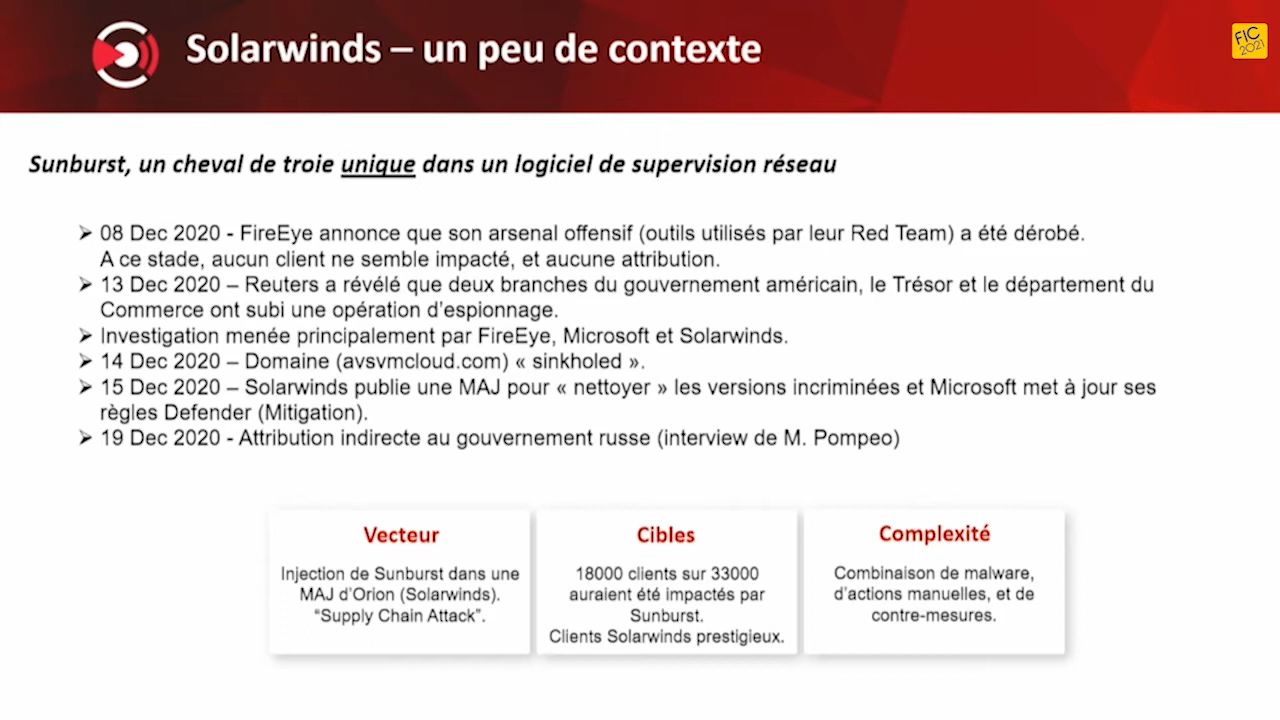 Solarwinds – un peu de contexte
FIC
2021
Sunburst, un cheval de troie unique dans un logiciel de supervision réseau
➢ 08 Dec 2020 - FireEye annonce que son arsenal offensif (outils utilisés par leur Red Team) a été dérobé.
A ce stade, aucun client ne semble impacté, et aucune attribution.
➢ 13 Dec 2020 – Reuters a révélé que deux branches du gouvernement américain, le Trésor et le département du
Commerce ont subi une opération d'espionnage.
➢ Investigation menée principalement par FireEye, Microsoft et Solarwinds.
➢ 14 Dec 2020 – Domaine (avsvmcloud.com) « sinkholed ».
➢ 15 Dec 2020 – Solarwinds publie une MAJ pour « nettoyer » les versions incriminées et Microsoft met à jour ses
règles Defender (Mitigation).
➢ 19 Dec 2020 - Attribution indirecte au gouvernement russe (interview de M. Pompeo)
Vecteur
Injection de Sunburst dans une
MAJ d'Orion (Solarwinds).
“Supply Chain Attack”.
Cibles
18000 clients sur 33000
auraient été impactés par
Sunburst.
Clients Solarwinds prestigieux.
Complexité
Combinaison de malware,
d'actions manuelles, et de
contre-mesures.